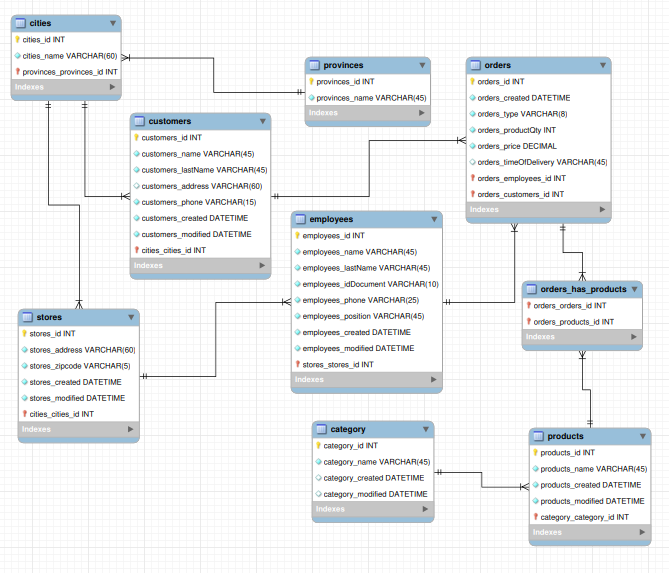 cities
cities_id INT
cities_name VARCHAR(60)
provinces_provinces_id INT
Indexes
provinces
provinces_id INT
provinces_name VARCHAR(45)
Indexes
orders
orders_id INT
orders_created DATETIME
orders_type VARCHAR(8)
orders_productQty INT
orders_price DECIMAL
orders_timeOfDelivery VARCHAR(45)
orders_employees_id INT
orders_customers_id INT
Indexes
customers
customers_id INT
customers_name VARCHAR(45)
customers_lastName VARCHAR(45)
customers_address VARCHAR(60)
customers_phone VARCHAR(15)
customers_created DATETIME
customers_modified DATETIME
cities_cities_id INT
Indexes
employees
employees_id INT
employees_name VARCHAR(45)
employees_lastName VARCHAR(45)
employees_idDocument VARCHAR(10)
employees_phone VARCHAR(25)
employees_position VARCHAR(45)
employees_created DATETIME
employees_modified DATETIME
stores_stores_id INT
Indexes
orders_has_products
orders_orders_id INT
orders_products_id INT
Indexes
stores
stores_id INT
stores_address VARCHAR(60)
stores_zipcode VARCHAR(5)
stores_created DATETIME
stores_modified DATETIME
cities_cities_id INT
Indexes
category
category_id INT
category_name VARCHAR(45)
category_created DATETIME
category_modified DATETIME
Indexes
products
products_id INT
products_name VARCHAR(45)
products_created DATETIME
products_modified DATETIME
category_category_id INT
Indexes